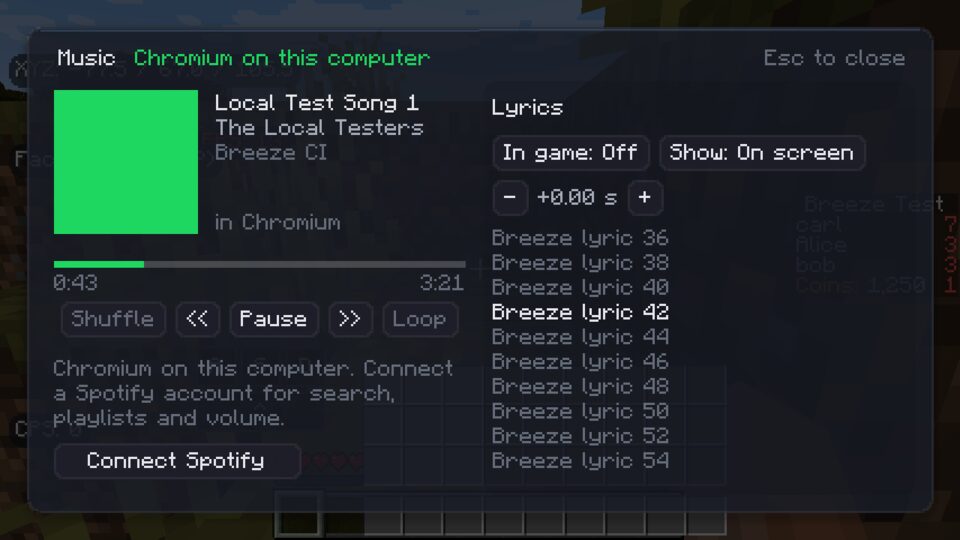 Music Chromium on this computer
Esc to close
Local Test Song 1
The Local Testers
Breeze CI
in Chromium
0:43
3:21
Shuffle
<<
Pause
>>
Loop
Chromium on this computer. Connect
a Spotify account for search,
playlists and volume.
Connect Spotify
Lyrics
In game: Off
Show: On screen
-
+0.00 s
+
Breeze lyric 36
Breeze lyric 38
Breeze lyric 40
Breeze lyric 42
Breeze lyric 44
Breeze lyric 46
Breeze lyric 48
Breeze lyric 50
Breeze lyric 52
Breeze lyric 54
Breeze Test
carl 7
Alice 3
bob 3
Coins: 1,250 1